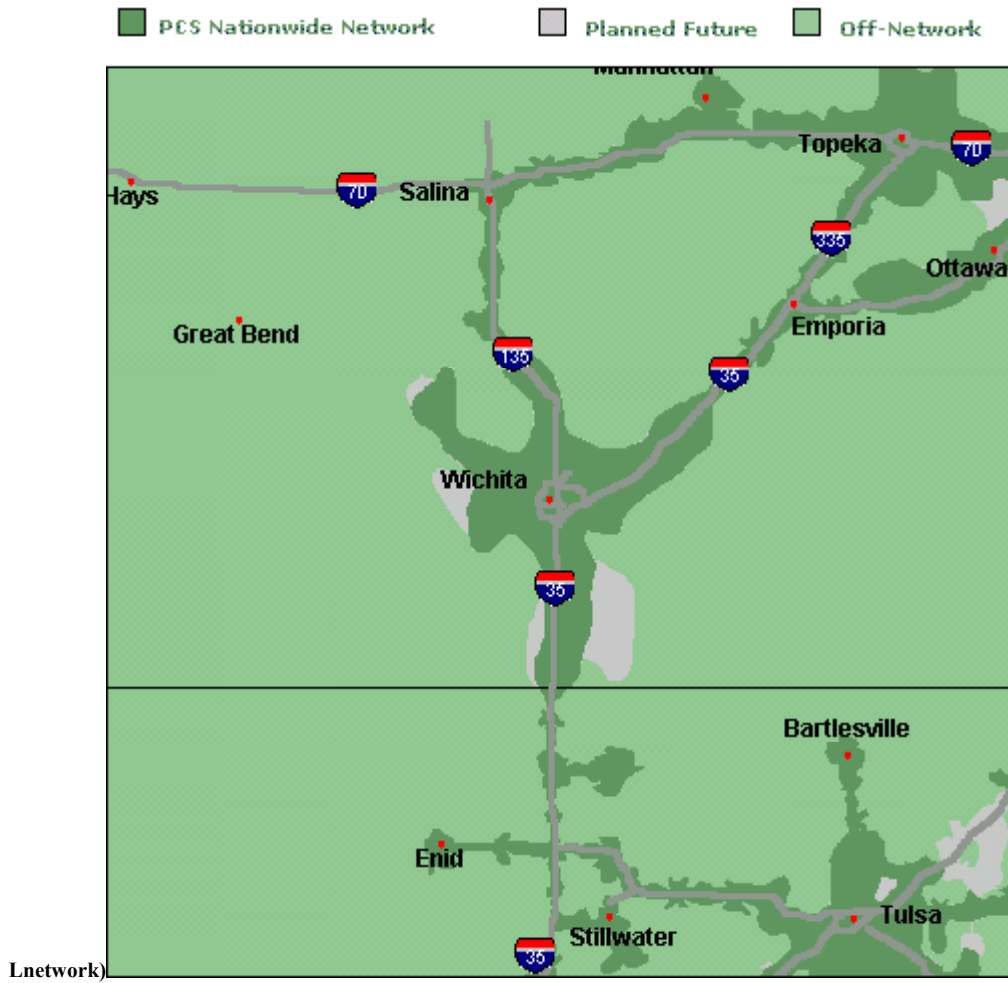 PCS Nationwide Network Planned Future Off-Network
Manhattan
Topeka
70
Hays
70
Salina
335
Ottawa
Great Bend
Emporia
135
35
Wichita
35
Bartlesville
Enid
Tulsa
Stillwater
35
Lnetwork)